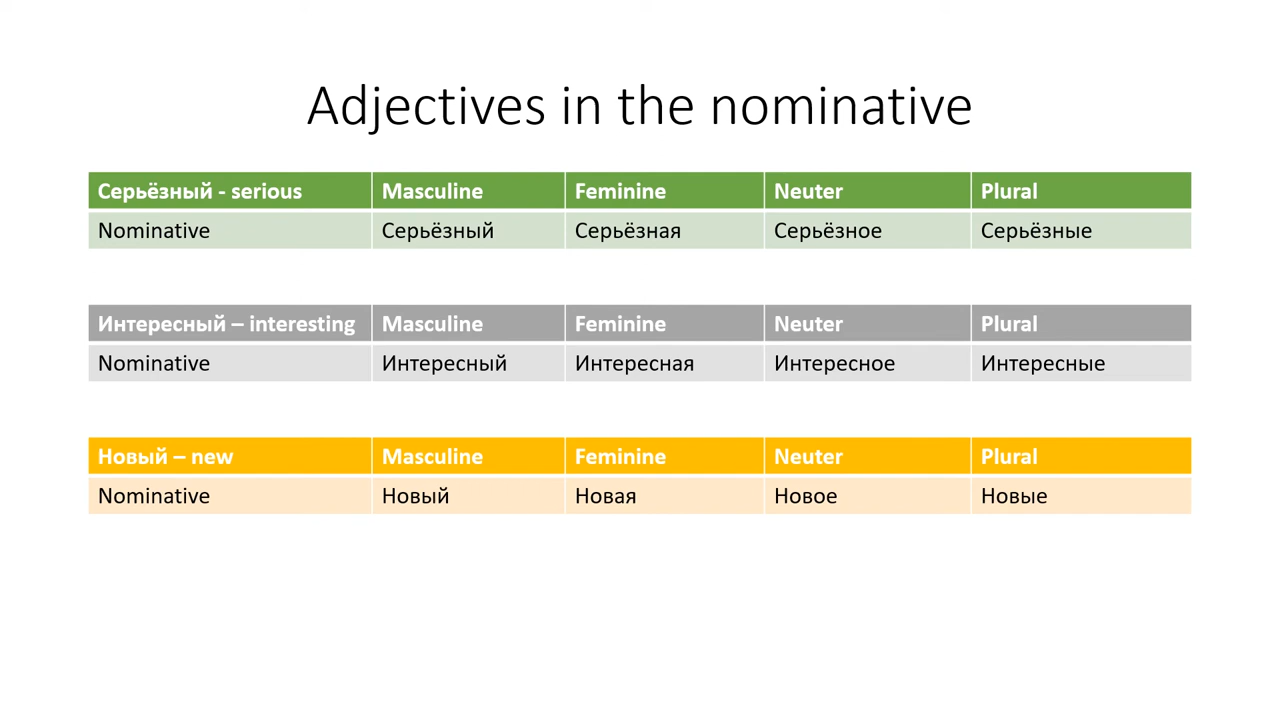 Adjectives in the nominative
Серьёзный - serious Masculine Feminine Neuter Plural
Nominative Серьёзный Серьёзная Серьёзное Серьёзные
Интересный – interesting Masculine Feminine Neuter Plural
Nominative Интересный Интересная Интересное Интересные
Новый – new Masculine Feminine Neuter Plural
Nominative Новый Новая Новое Новые